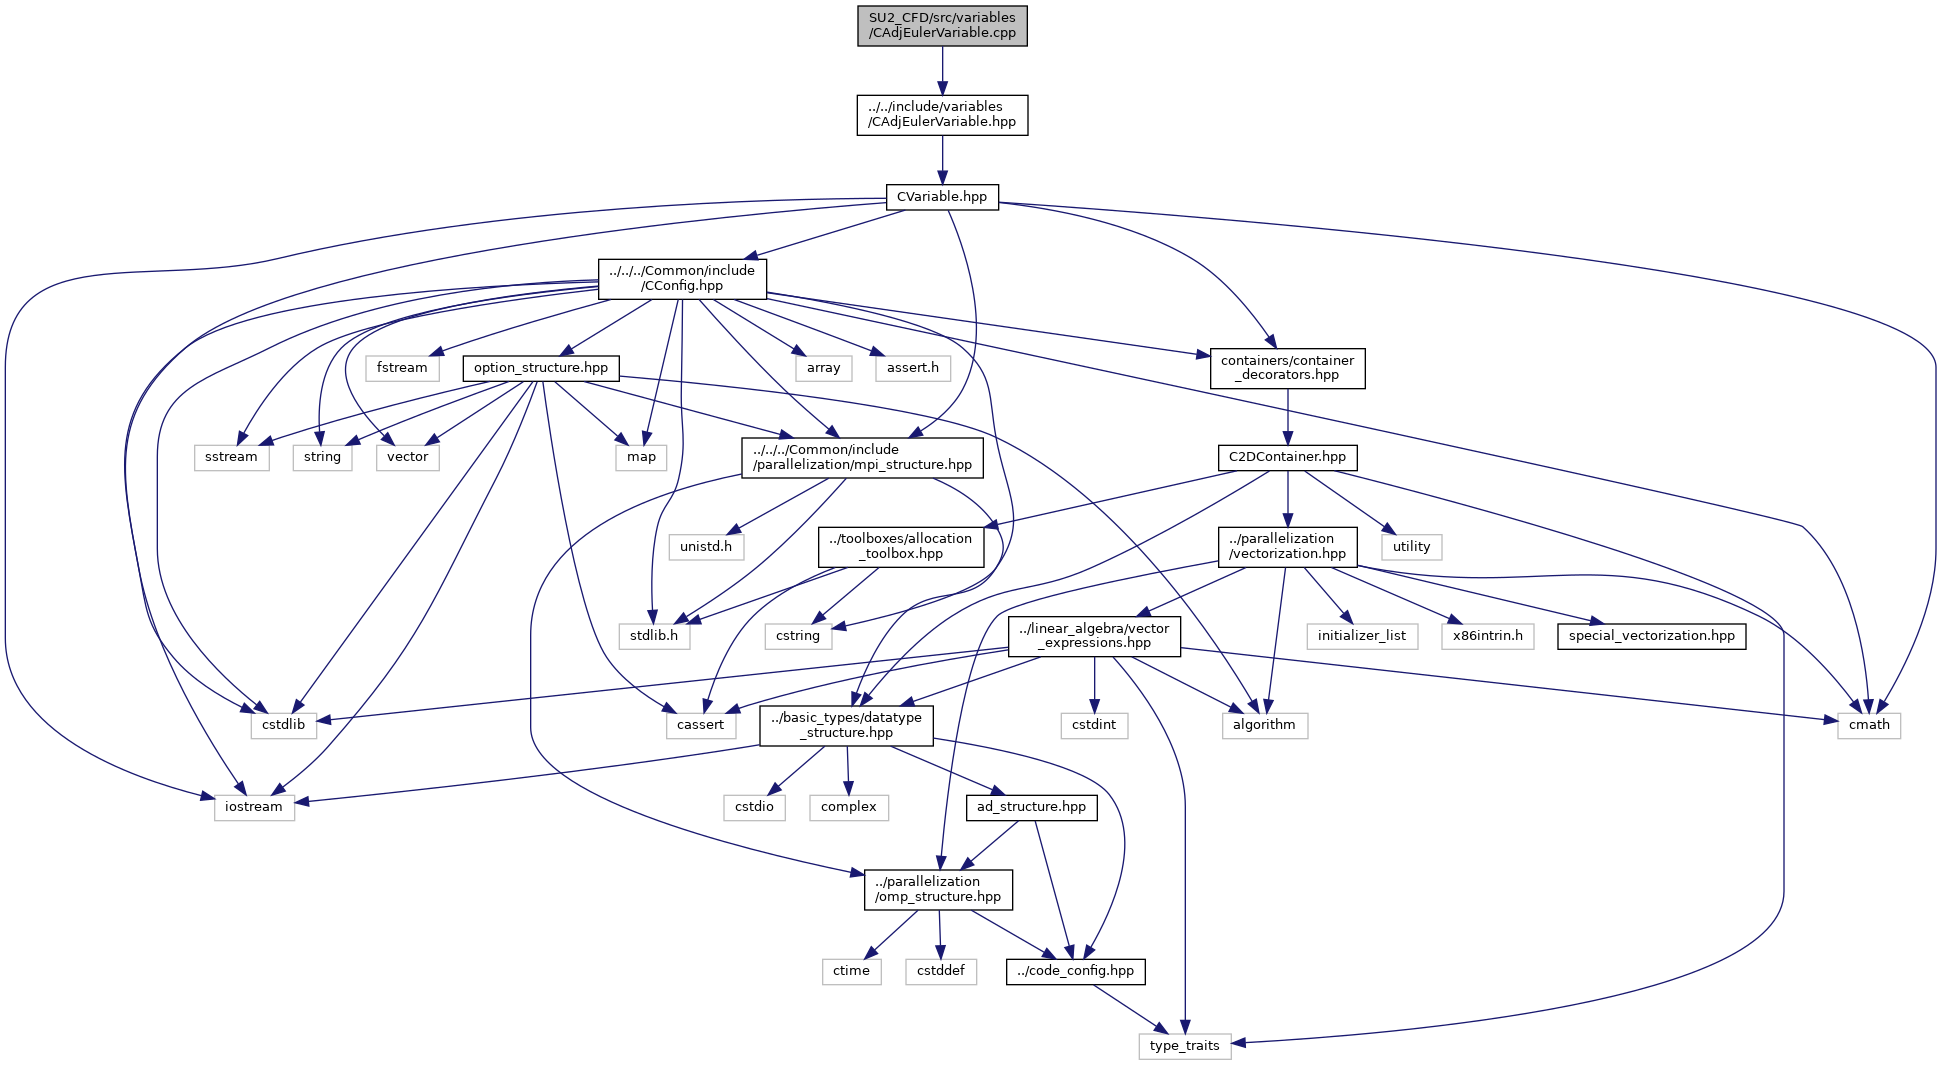 SU2_CFD/src/variables
/CAdjEulerVariable.cpp
../../include/variables
/CAdjEulerVariable.hpp
CVariable.hpp
../../../Common/include
/CConfig.hpp
fstream
option_structure.hpp
array
assert.h
containers/container
_decorators.hpp
sstream
string
vector
map
../../../Common/include
/parallelization/mpi_structure.hpp
C2DContainer.hpp
unistd.h
../toolboxes/allocation
_toolbox.hpp
../parallelization
/vectorization.hpp
utility
stdlib.h
cstring
../linear_algebra/vector
_expressions.hpp
initializer_list
x86intrin.h
special_vectorization.hpp
cstdlib
cassert
../basic_types/datatype
_structure.hpp
cstdint
algorithm
cmath
iostream
cstdio
complex
ad_structure.hpp
../parallelization
/omp_structure.hpp
ctime
cstddef
../code_config.hpp
type_traits